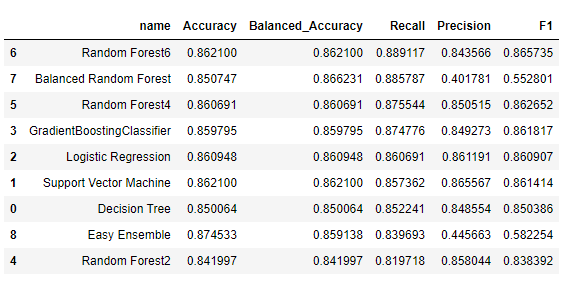 name Accuracy Balanced_Accuracy Recall Precision F1
6 Random Forest6 0.862100 0.862100 0.889117 0.843566 0.865735
7 Balanced Random Forest 0.850747 0.866231 0.885787 0.401781 0.552801
5 Random Forest4 0.860691 0.860691 0.875544 0.850515 0.862652
3 GradientBoostingClassifier 0.859795 0.859795 0.874776 0.849273 0.861817
2 Logistic Regression 0.860948 0.860948 0.860691 0.861191 0.860907
1 Support Vector Machine 0.862100 0.862100 0.857362 0.865567 0.861414
0 Decision Tree 0.850064 0.850064 0.852241 0.848554 0.850386
8 Easy Ensemble 0.874533 0.859138 0.839693 0.445663 0.582254
4 Random Forest2 0.841997 0.841997 0.819718 0.858044 0.838392